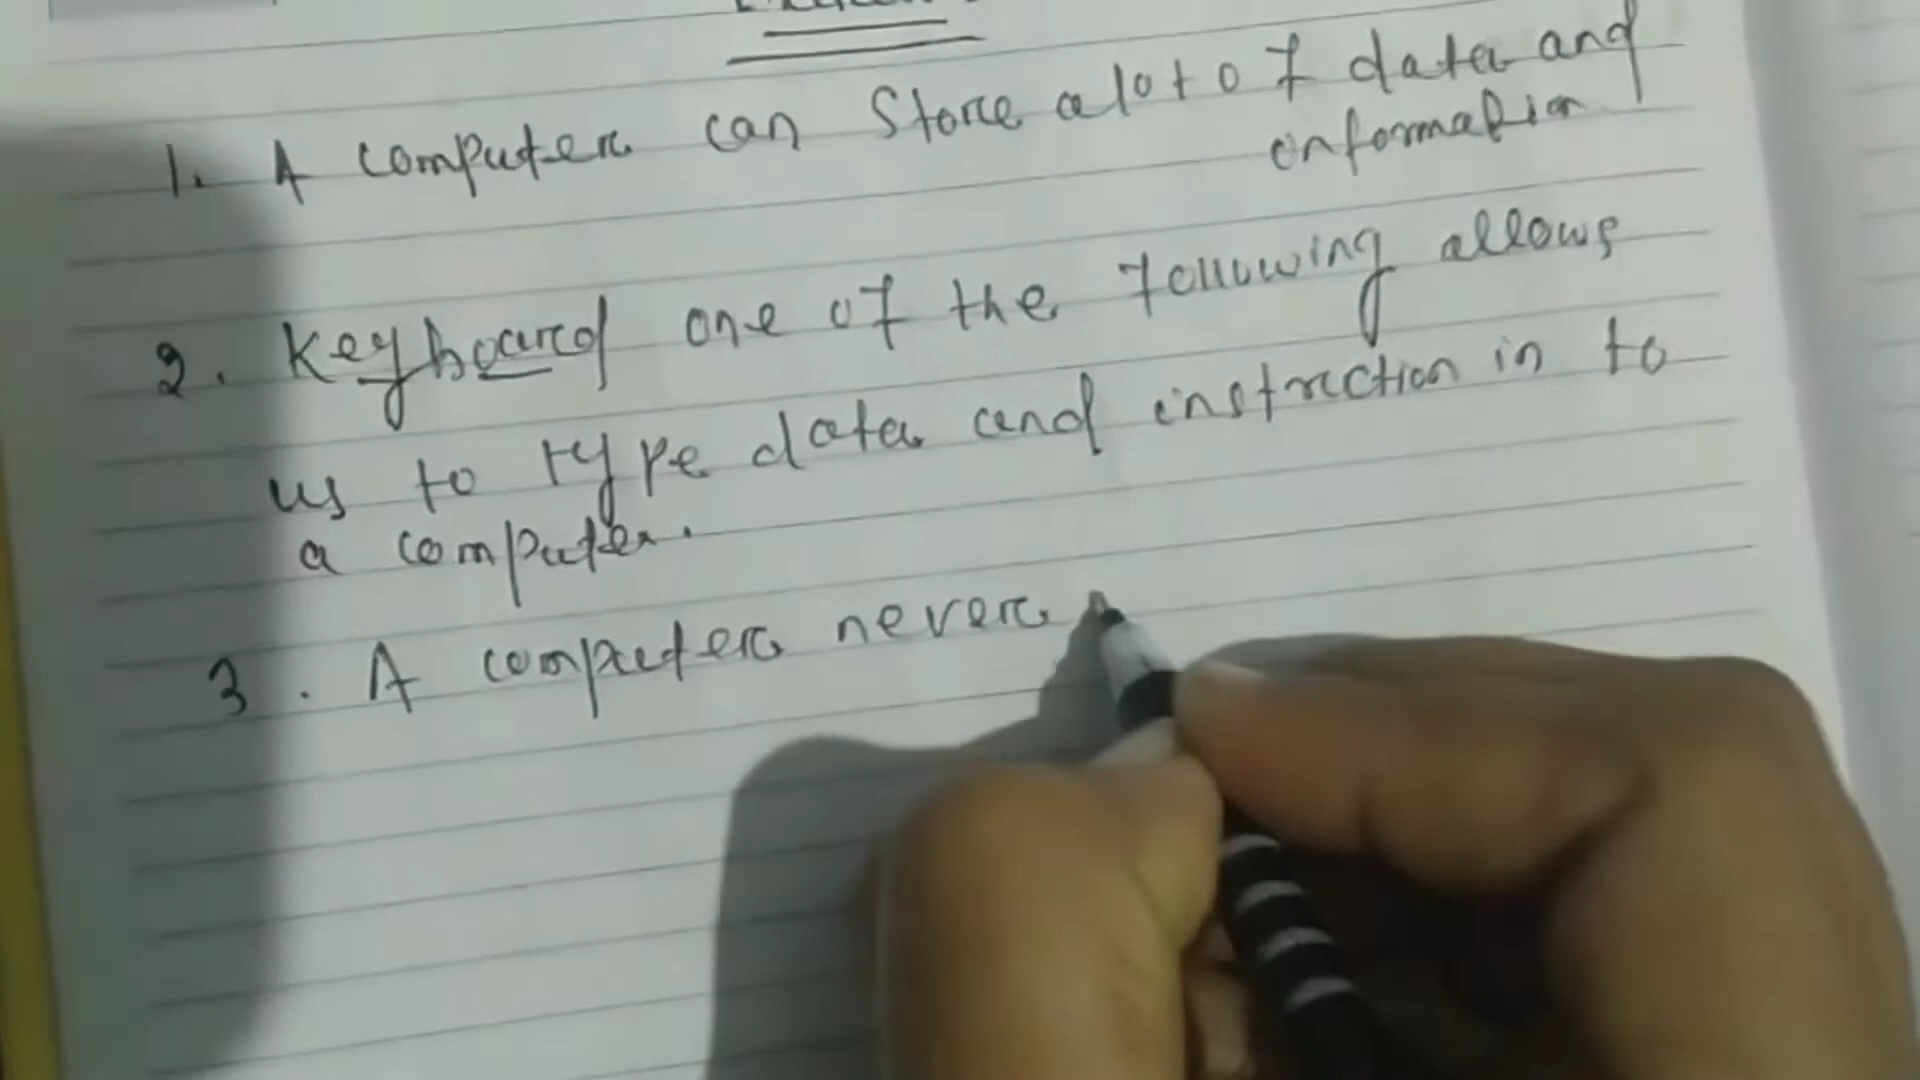 1. A computer can store a lot of data and
information
2. Keyboard one of the following allows
us to type data and instruction in to
a computer.
3. A computer never